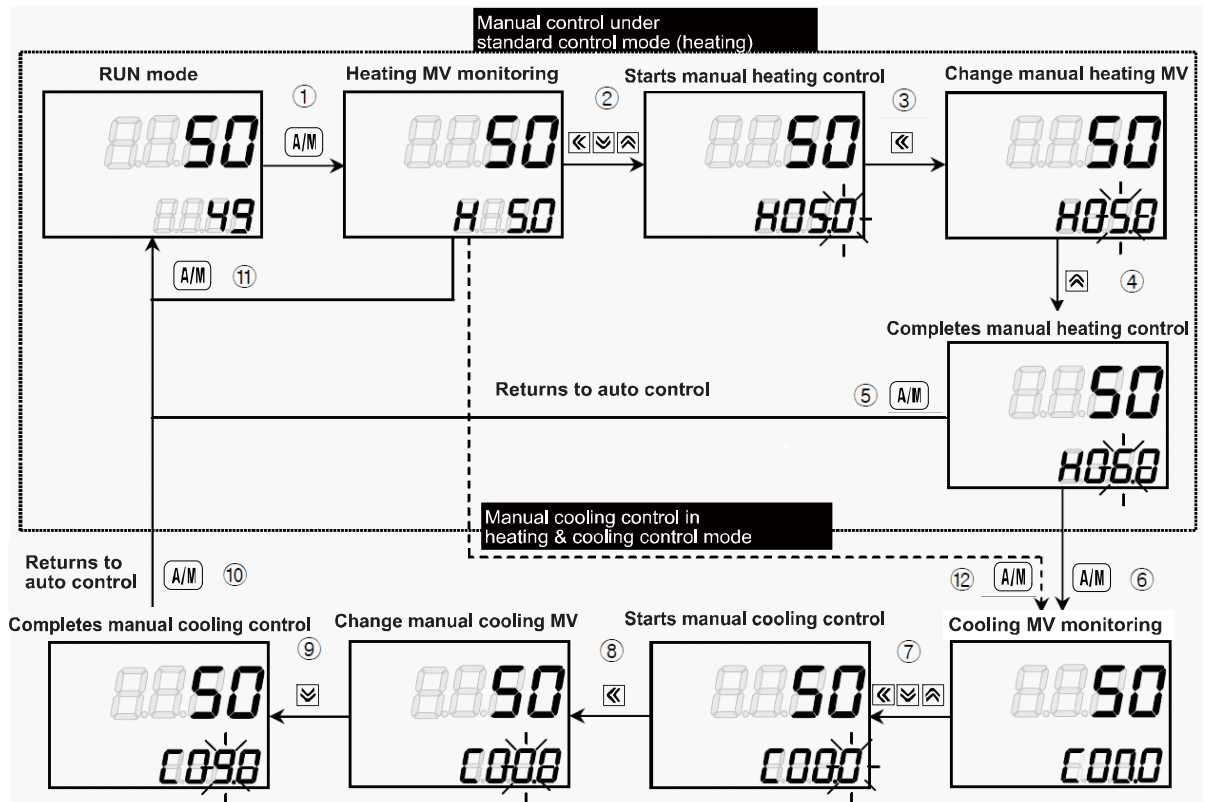 Manual control under
standard control mode (heating)
RUN mode
Heating MV monitoring
Starts manual heating control
Change manual heating MV
①
②
③
A/M
50
50
50
50
49
H 5.0
H05.0
H05.0
A/M
⑪
④
Completes manual heating control
Returns to auto control
⑤
A/M
50
H06.0
Manual cooling control in
heating & cooling control mode
Returns to
auto control
A/M
⑩
⑫
A/M
A/M
⑥
Completes manual cooling control
Change manual cooling MV
Starts manual cooling control
Cooling MV monitoring
⑨
⑧
⑦
50
50
50
50
C09.0
C00.0
C00.0
C00.0